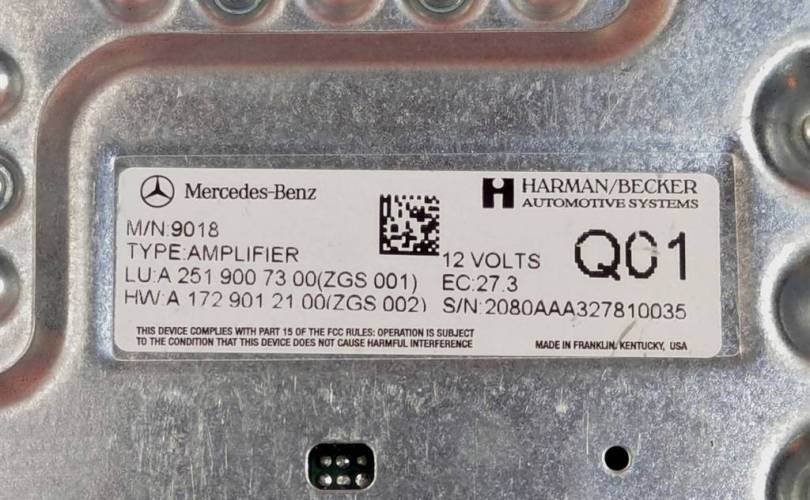 Mercedes-Benz
HARMAN/BECKER
AUTOMOTIVE SYSTEMS
M/N:9018
TYPE:AMPLIFIER
12 VOLTS
Q01
LU:A 251 900 73 00(ZGS 001) EC:27.3
HW:A 172 901 21 00(ZGS 002) S/N:2080AAA327810035
THIS DEVICE COMPLIES WITH PART 15 OF THE FCC RULES: OPERATION IS SUBJECT
TO THE CONDITION THAT THIS DEVICE DOES NOT CAUSE HARMFUL INTERFERENCE
MADE IN FRANKLIN, KENTUCKY, USA